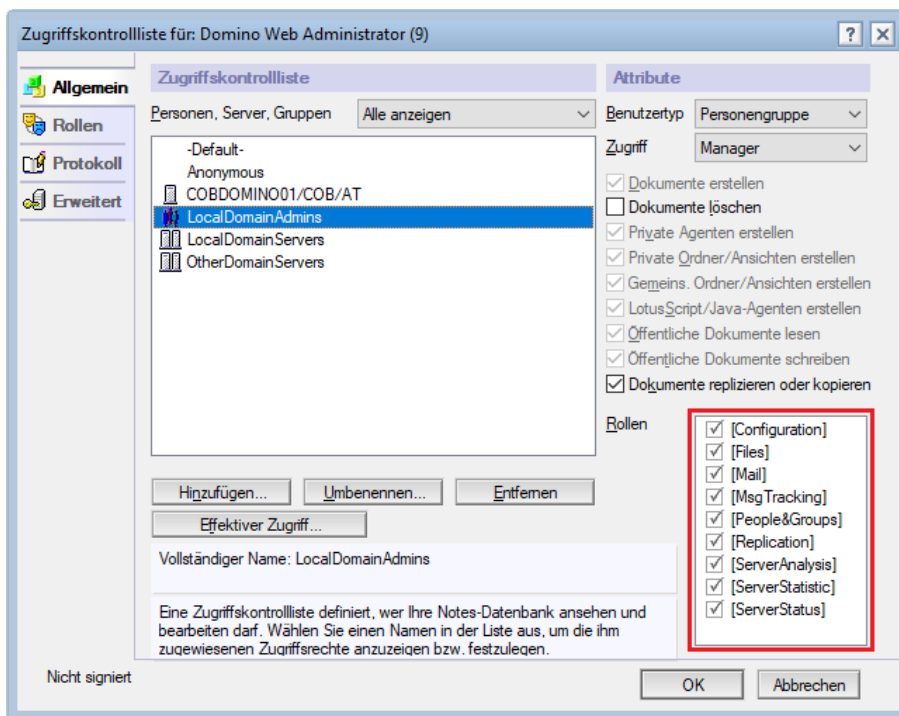 Zugriffskontrollliste für: Domino Web Administrator (9)
Allgemein
Rollen
Protokoll
Erweitert
Zugriffskontrollliste
Personen, Server, Gruppen
Alle anzeigen
-Default-
Anonymous
COBDOMINO01/COB/AT
LocalDomainAdmins
LocalDomainServers
OtherDomainServers
Hinzufügen...
Umbenennen...
Entfernen
Effektiver Zugriff...
Vollständiger Name: LocalDomainAdmins
Eine Zugriffskontrollliste definiert, wer Ihre Notes-Datenbank ansehen und
bearbeiten darf. Wählen Sie einen Namen in der Liste aus, um die ihm
zugewiesenen Zugriffsrechte anzuzeigen bzw. festzulegen.
Attribute
Benutzertyp
Personengruppe
Zugriff
Manager
Dokumente erstellen
Dokumente löschen
Private Agenten erstellen
Private Ordner/Ansichten erstellen
Gemeins. Ordner/Ansichten erstellen
LotusScript/Java-Agenten erstellen
Öffentliche Dokumente lesen
Öffentliche Dokumente schreiben
Dokumente replizieren oder kopieren
Rollen
[Configuration]
[Files]
[Mail]
[MsgTracking]
[People&Groups]
[Replication]
[ServerAnalysis]
[ServerStatistic]
[ServerStatus]
Nicht signiert
OK
Abbrechen